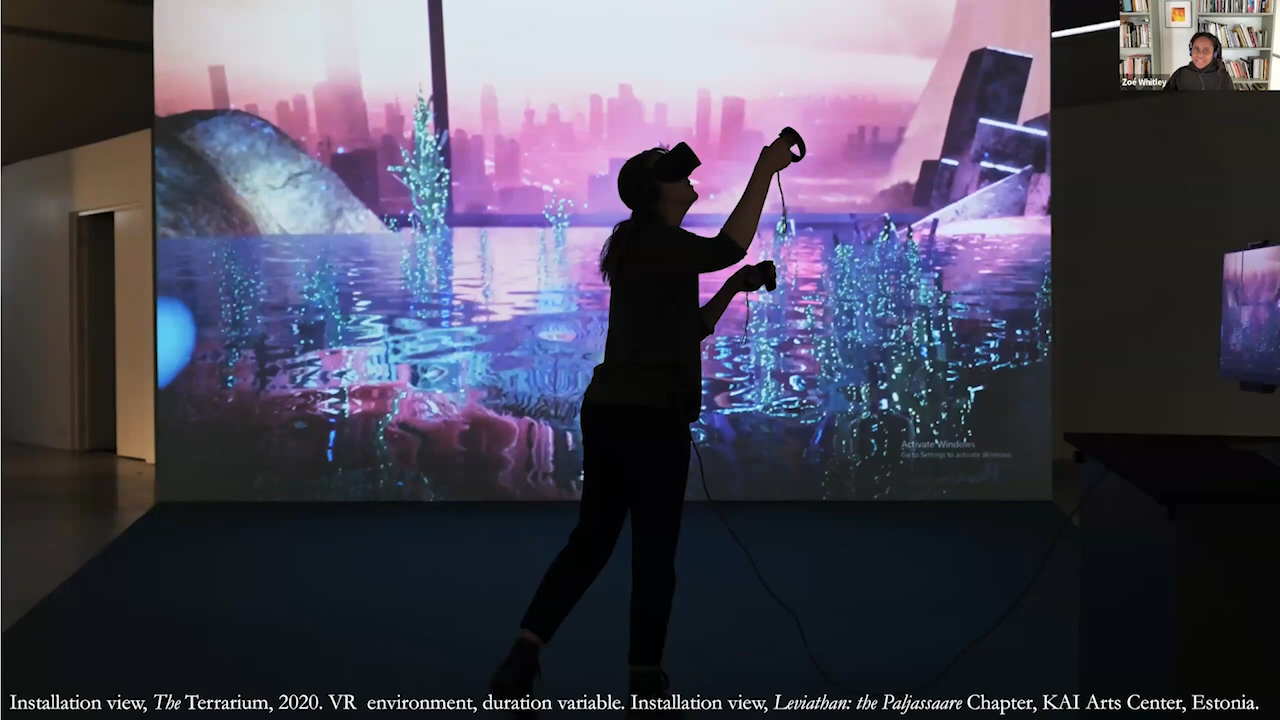 Zoé Whitley
Activate Windows
Go to Settings to activate Windows.
Installation view, The Terrarium, 2020. VR environment, duration variable. Installation view, Leviathan: the Paljassaare Chapter, KAI Arts Center, Estonia.